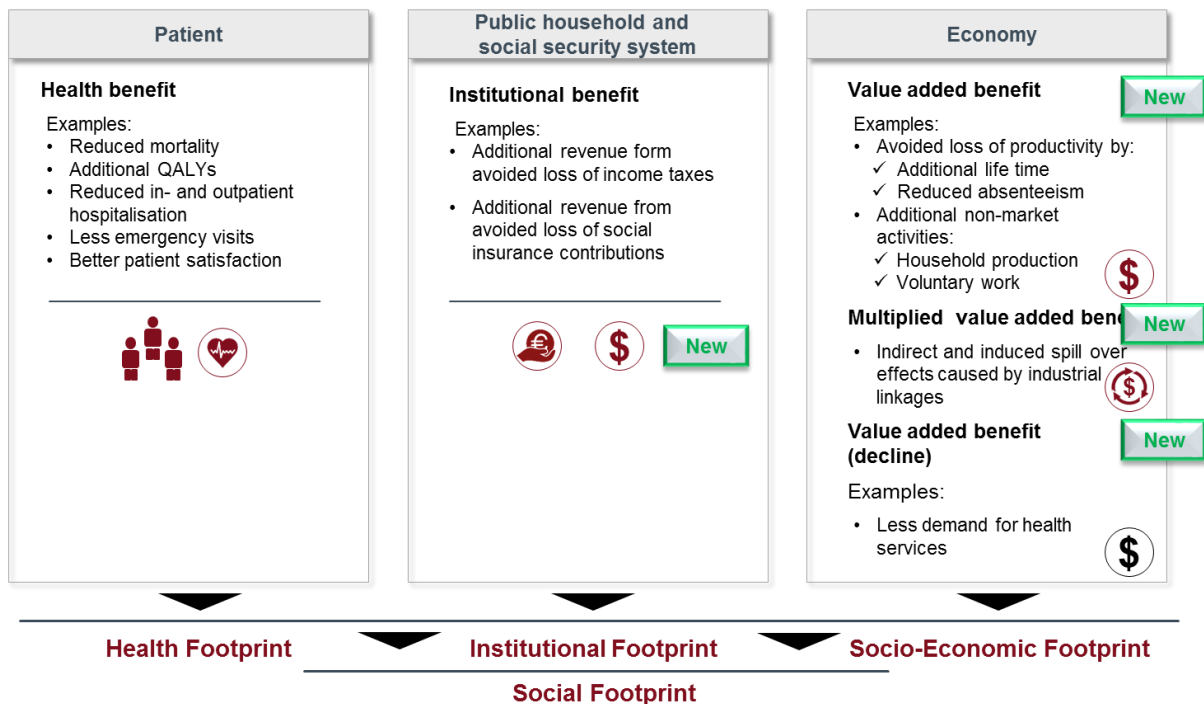 Patient
Health benefit
Examples:
• Reduced mortality
• Additional QALYs
• Reduced in- and outpatient
hospitalisation
• Less emergency visits
• Better patient satisfaction
Public household and
social security system
Institutional benefit
Examples:
• Additional revenue form
avoided loss of income taxes
• Additional revenue from
avoided loss of social
insurance contributions
€
$
New
Economy
Value added benefit
New
Examples:
• Avoided loss of productivity by:
✓ Additional life time
✓ Reduced absenteeism
• Additional non-market
activities:
✓ Household production
✓ Voluntary work
$
Multiplied value added bene
New
• Indirect and induced spill over
effects caused by industrial
linkages
$
Value added benefit
(decline)
New
Examples:
• Less demand for health
services
$
Health Footprint
Institutional Footprint
Socio-Economic Footprint
Social Footprint